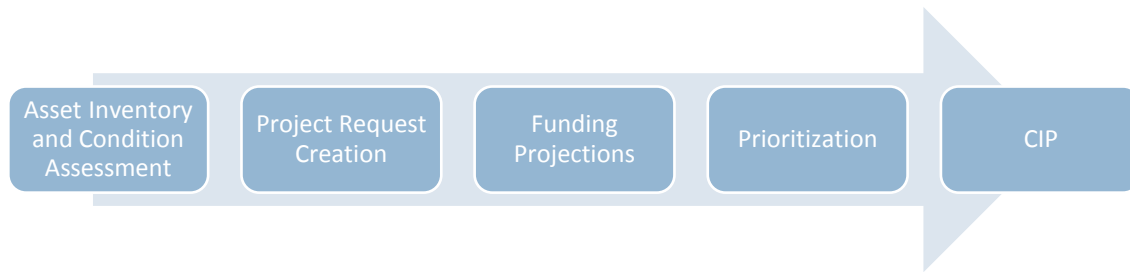 Asset Inventory
and Condition
Assessment
Project Request
Creation
Funding
Projections
Prioritization
CIP